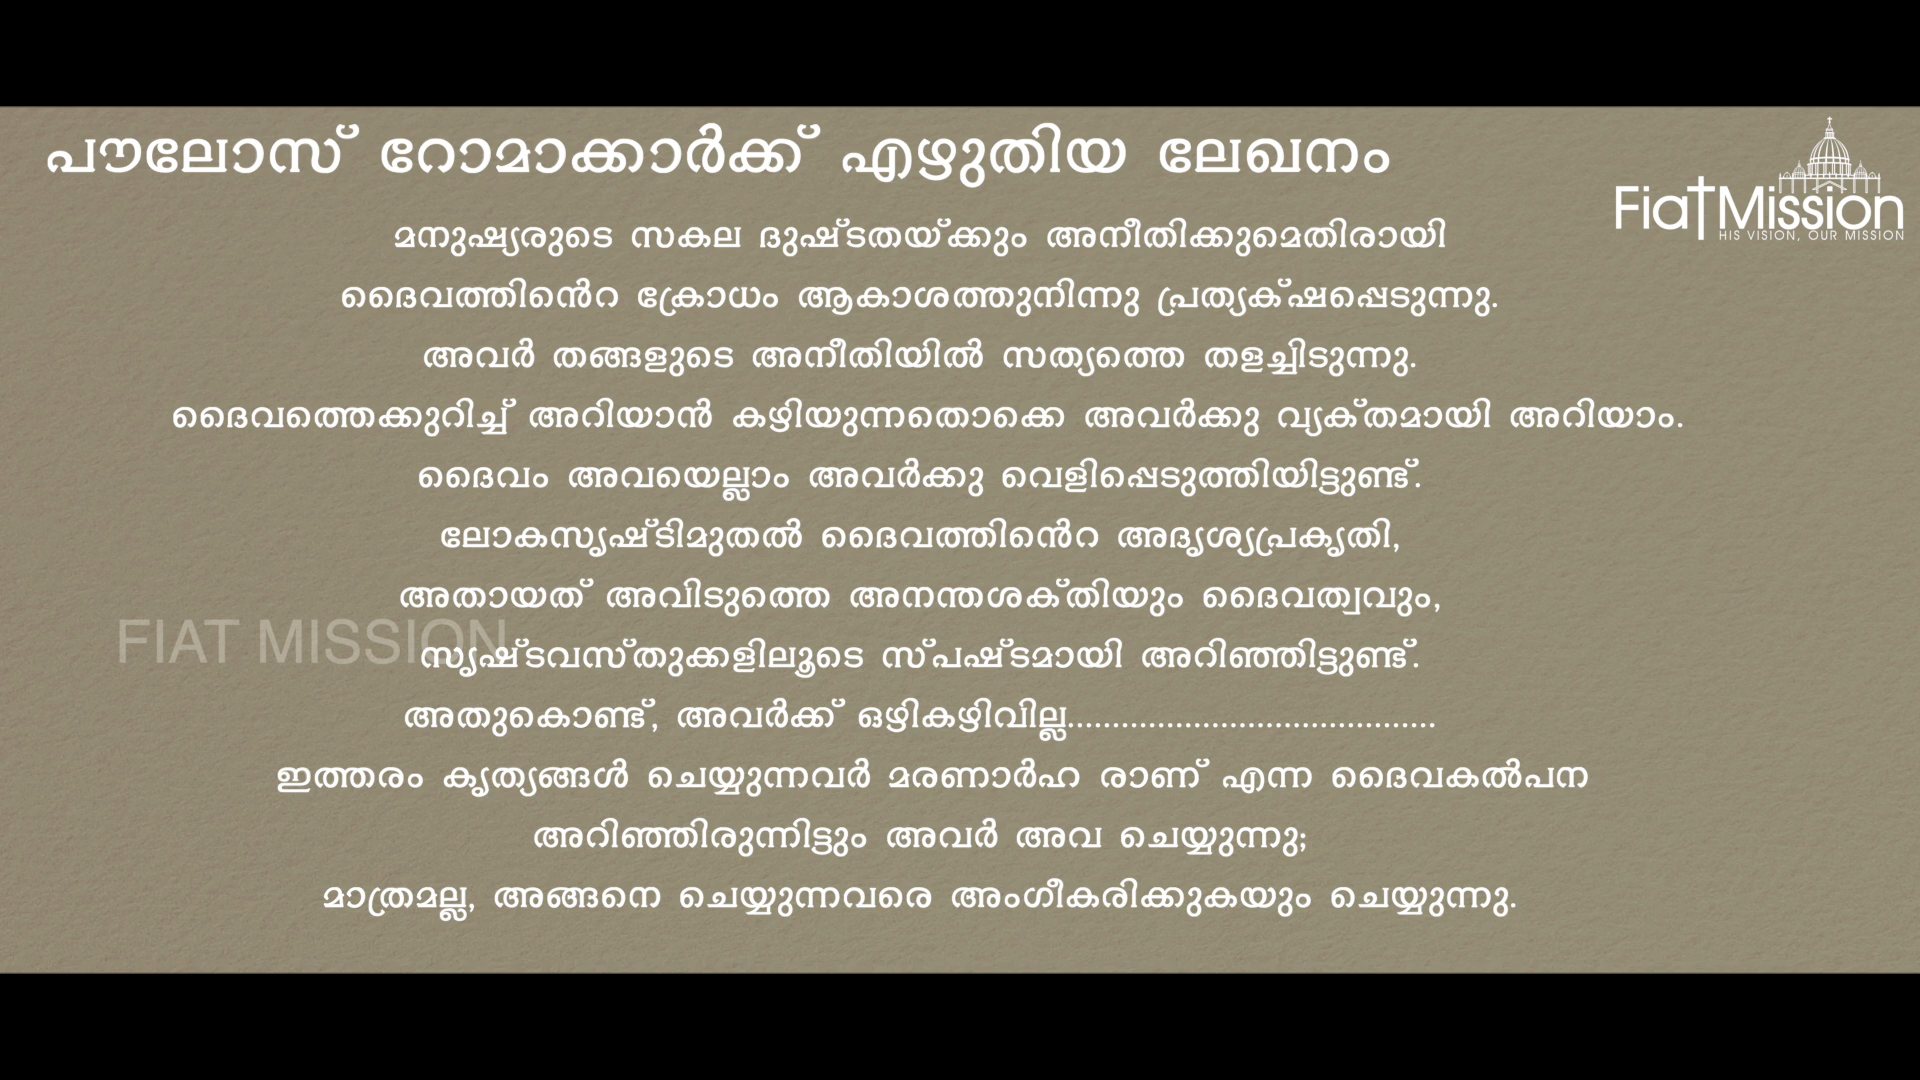 പൗലോസ് റോമാക്കാർക്ക് എഴുതിയ ലേഖനം
Fiat Mission
HIS VISION, OUR MISSION
മനുഷ്യരുടെ സകല ദുഷ്‌ടതയ്‌ക്കും അനീതിക്കുമെതിരായി
ദൈവത്തിൻെറ ക്രോധം ആകാശത്തുനിന്നു പ്രത്യക്‌ഷപ്പെടുന്നു.
അവർ തങ്ങളുടെ അനീതിയിൽ സത്യത്തെ തളച്ചിടുന്നു.
ദൈവത്തെക്കുറിച്ച് അറിയാൻ കഴിയുന്നതൊക്കെ അവർക്കു വ്യക്‌തമായി അറിയാം.
ദൈവം അവയെല്ലാം അവർക്കു വെളിപ്പെടുത്തിയിട്ടുണ്ട്.
ലോകസൃഷ്‌ടിമുതൽ ദൈവത്തിൻെറ അദൃശ്യപ്രകൃതി,
അതായത് അവിടുത്തെ അനന്തശക്‌തിയും ദൈവത്വവും,
FIAT MISSION
സൃഷ്‌ടവസ്‌തുക്കളിലൂടെ സ്‌പഷ്‌ടമായി അറിഞ്ഞിട്ടുണ്ട്.
അതുകൊണ്ട്, അവർക്ക് ഒഴികഴിവില്ല.........................................
ഇത്തരം കൃത്യങ്ങൾ ചെയ്യുന്നവർ മരണാർഹ രാണ് എന്ന ദൈവകൽപന
അറിഞ്ഞിരുന്നിട്ടും അവർ അവ ചെയ്യുന്നു;
മാത്രമല്ല, അങ്ങനെ ചെയ്യുന്നവരെ അംഗീകരിക്കുകയും ചെയ്യുന്നു.